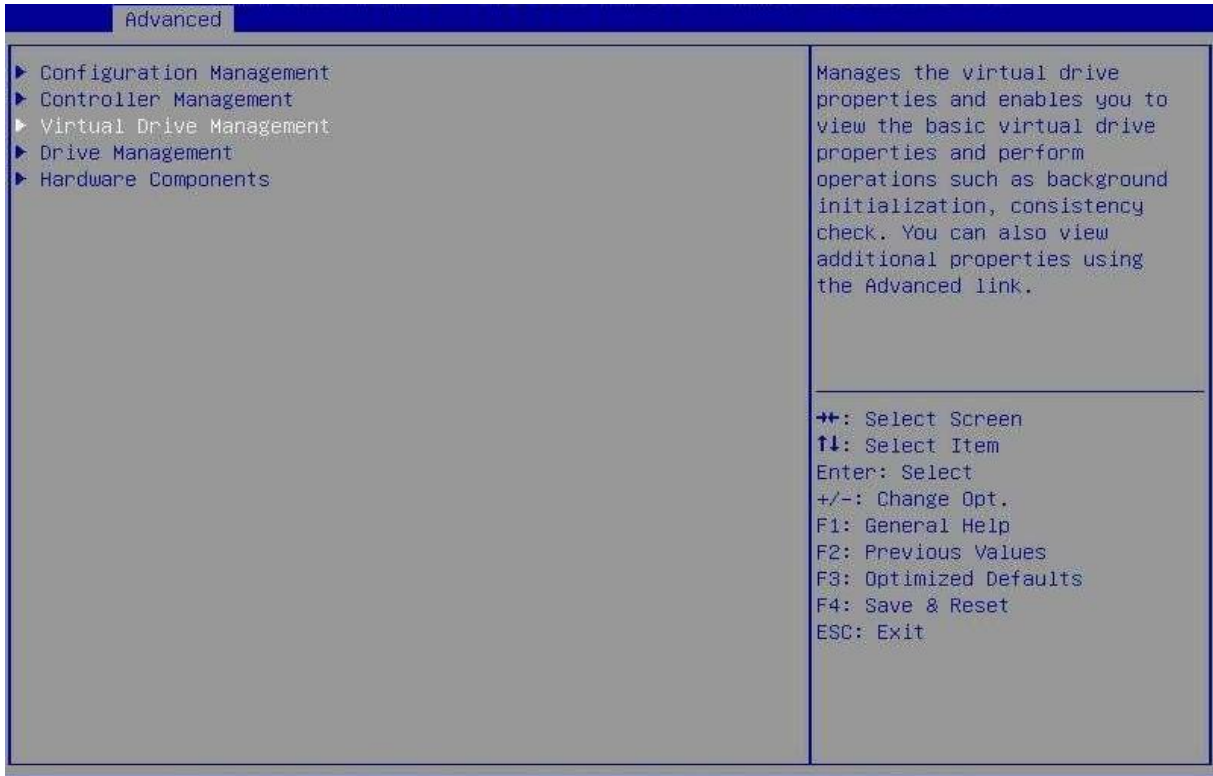 Advanced
Configuration Management
Controller Management
Virtual Drive Management
Drive Management
Hardware Components
Manages the virtual drive
properties and enables you to
view the basic virtual drive
properties and perform
operations such as background
initialization, consistency
check. You can also view
additional properties using
the Advanced link.
→←: Select Screen
↑↓: Select Item
Enter: Select
+/-: Change Opt.
F1: General Help
F2: Previous Values
F3: Optimized Defaults
F4: Save & Reset
ESC: Exit